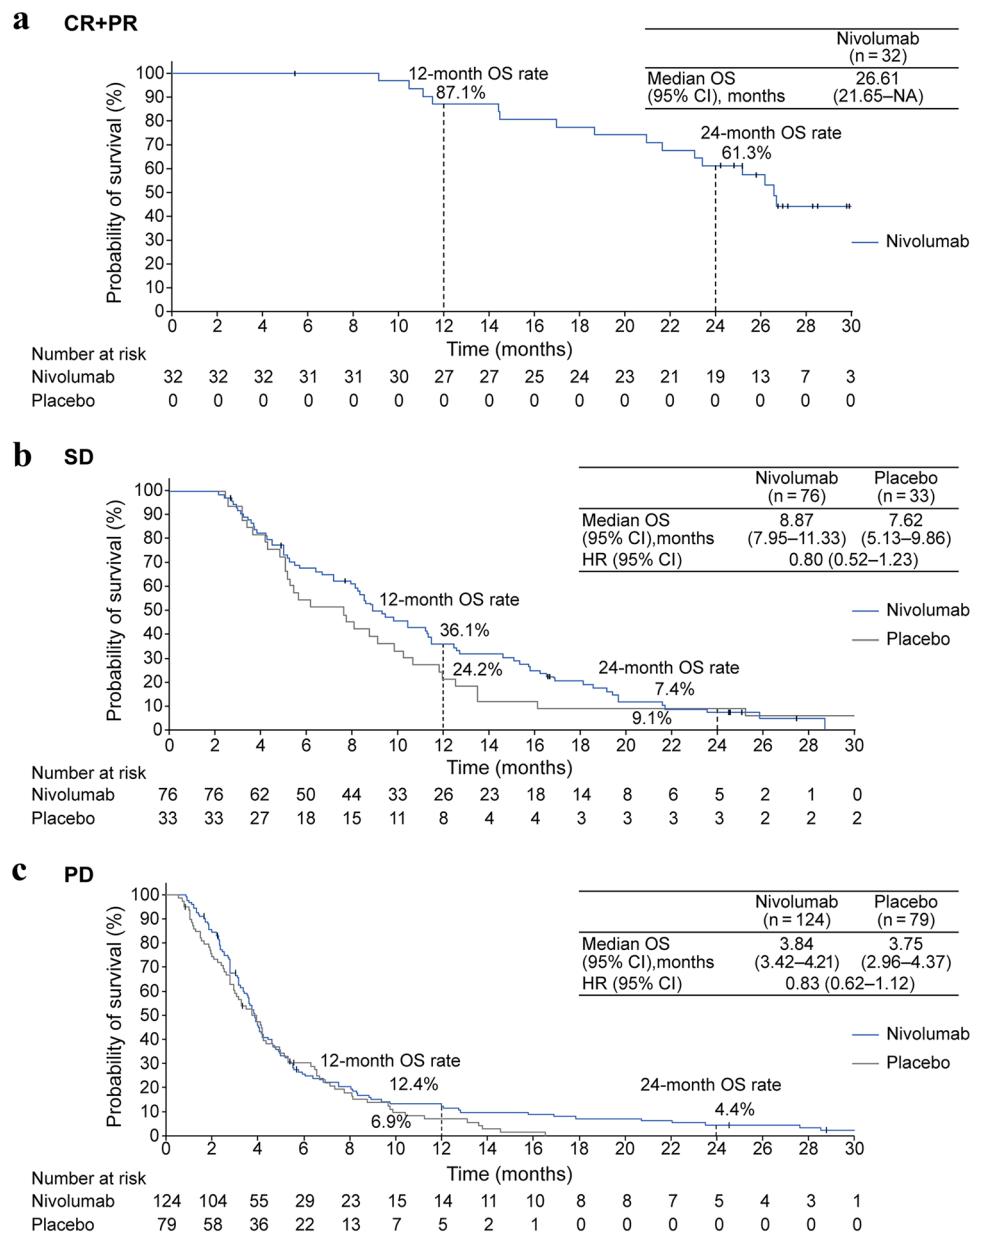 a CR+PR
Nivolumab
(n=32)
Median OS 26.61
(95% CI), months (21.65–NA)
12-month OS rate
87.1%
24-month OS rate
61.3%
Nivolumab
Probability of survival (%)
100
90
80
70
60
50
40
30
20
10
0
0 2 4 6 8 10 12 14 16 18 20 22 24 26 28 30
Time (months)
Number at risk
Nivolumab 32 32 32 31 31 30 27 27 25 24 23 21 19 13 7 3
Placebo 0 0 0 0 0 0 0 0 0 0 0 0 0 0 0 0
b SD
Nivolumab Placebo
(n=76) (n=33)
Median OS 8.87 7.62
(95% CI),months (7.95–11.33) (5.13–9.86)
HR (95% CI) 0.80 (0.52–1.23)
12-month OS rate
36.1%
24.2%
24-month OS rate
7.4%
9.1%
Nivolumab
Placebo
Probability of survival (%)
100
90
80
70
60
50
40
30
20
10
0
0 2 4 6 8 10 12 14 16 18 20 22 24 26 28 30
Time (months)
Number at risk
Nivolumab 76 76 62 50 44 33 26 23 18 14 8 6 5 2 1 0
Placebo 33 33 27 18 15 11 8 4 4 3 3 3 3 2 2 2
c PD
Nivolumab Placebo
(n=124) (n=79)
Median OS 3.84 3.75
(95% CI),months (3.42–4.21) (2.96–4.37)
HR (95% CI) 0.83 (0.62–1.12)
12-month OS rate
12.4%
6.9%
24-month OS rate
4.4%
Nivolumab
Placebo
Probability of survival (%)
100
90
80
70
60
50
40
30
20
10
0
0 2 4 6 8 10 12 14 16 18 20 22 24 26 28 30
Time (months)
Number at risk
Nivolumab 124 104 55 29 23 15 14 11 10 8 8 7 5 4 3 1
Placebo 79 58 36 22 13 7 5 2 1 0 0 0 0 0 0 0